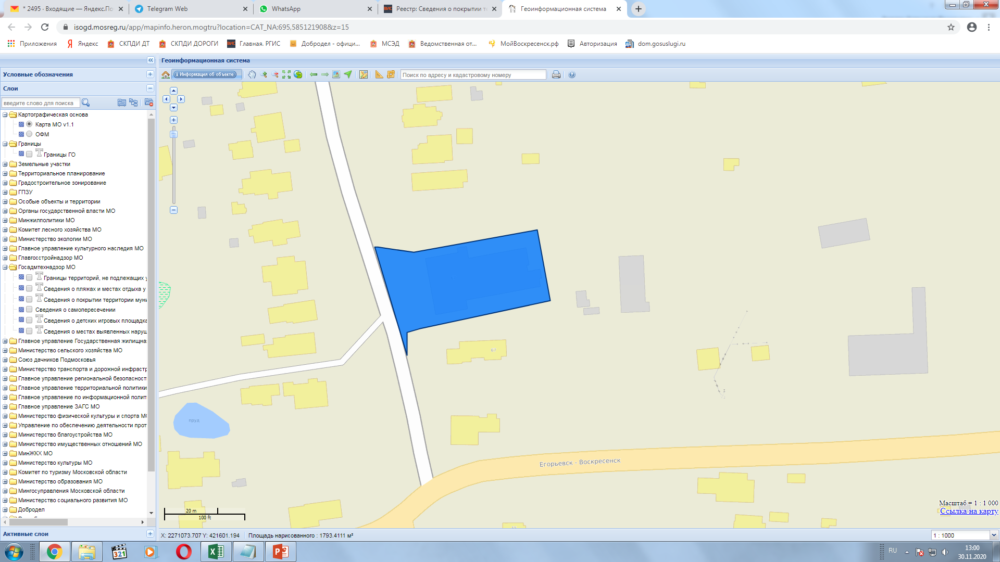 * 2495 · Входящие — Яндекс.По
Telegram Web
WhatsApp
Реестр: Сведения о покрытии т
Геоинформационная система
isogd.mosreg.ru/app/mapinfo.heron.mogtru?location=CAT_NA:695,585121908&z=15
Приложения
Яндекс
СКПДИ ДТ
СКПДИ ДОРОГИ
Главная. РГИС
Добродел - офици...
МСЭД
Ведомственная от...
МойВоскресенск.рф
Авторизация
dom.gosuslugi.ru
Геоинформационная система
Условные обозначения
Информация об объекте
Поиск по адресу и кадастровому номеру
Слои
введите слово для поиска
Картографическая основа
Карта МО v1.1
ОФМ
Границы
Границы ГО
Земельные участки
Территориальное планирование
Градостроительное зонирование
ГПЗУ
Особые объекты и территории
Органы государственной власти МО
Минжилполитики МО
Комитет лесного хозяйства МО
Министерство экологии МО
Главное управление культурного наследия МО
Главгосстройнадзор МО
Госадмтехнадзор МО
Границы территорий, не подлежащих у
Сведения о пляжах и местах отдыха у
Сведения о покрытии территории муни
Сведения о самопересечении
Сведения о детских игровых площадка
Сведения о местах выявленных наруш
Главное управление Государственная жилищна
Министерство сельского хозяйства МО
Союз дачников Подмосковья
Министерство транспорта и дорожной инфрастр
Главное управление региональной безопасност
Главное управление территориальной политики
Главное управление по информационной полит
Главное управление ЗАГС МО
Министерство физической культуры и спорта МО
Управление по обеспечению деятельности прот
Министерство благоустройства МО
Министерство имущественных отношений МО
МинЖКХ МО
Министерство культуры МО
Комитет по туризму Московской области
Министерство образования МО
Мингосуправления Московской области
Министерство социального развития МО
Добродел
Активные слои
67
пруд
Егорьевск - Воскресенск
20 m
100 ft
Масштаб = 1 : 1 000
Ссылка на карту
X: 2271073.707 Y: 421601.194
Площадь нарисованного : 1793.4111 м²
1 : 1000
321
RU
13:00
30.11.2020